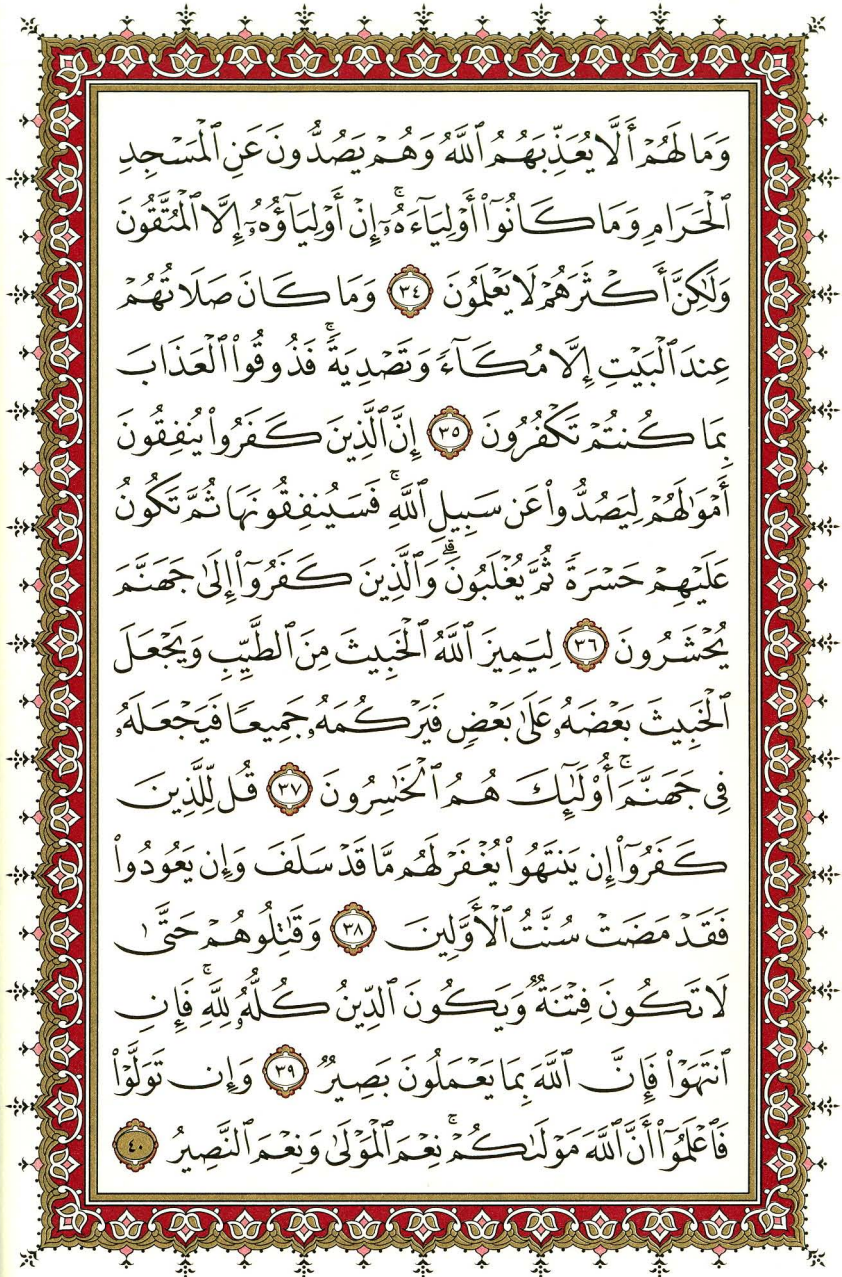 وَمَا لَهُمْ أَلَّا يُعَذِّبَهُمُ ٱللَّهُ وَهُمْ يَصُدُّونَ عَنِ ٱلْمَسْجِدِ
ٱلْحَرَامِ وَمَا كَانُوٓا۟ أَوْلِيَآءَهُۥٓ ۚ إِنْ أَوْلِيَآؤُهُۥٓ إِلَّا ٱلْمُتَّقُونَ
وَلَـٰكِنَّ أَكْثَرَهُمْ لَا يَعْلَمُونَ ٣٤ وَمَا كَانَ صَلَاتُهُمْ
عِندَ ٱلْبَيْتِ إِلَّا مُكَآءً وَتَصْدِيَةً ۚ فَذُوقُوا۟ ٱلْعَذَابَ
بِمَا كُنتُمْ تَكْفُرُونَ ٣٥ إِنَّ ٱلَّذِينَ كَفَرُوا۟ يُنفِقُونَ
أَمْوَٰلَهُمْ لِيَصُدُّوا۟ عَن سَبِيلِ ٱللَّهِ ۚ فَسَيُنفِقُونَهَا ثُمَّ تَكُونُ
عَلَيْهِمْ حَسْرَةً ثُمَّ يُغْلَبُونَ ۗ وَٱلَّذِينَ كَفَرُوٓا۟ إِلَىٰ جَهَنَّمَ
يُحْشَرُونَ ٣٦ لِيَمِيزَ ٱللَّهُ ٱلْخَبِيثَ مِنَ ٱلطَّيِّبِ وَيَجْعَلَ
ٱلْخَبِيثَ بَعْضَهُۥ عَلَىٰ بَعْضٍ فَيَرْكُمَهُۥ جَمِيعًا فَيَجْعَلَهُۥ
فِى جَهَنَّمَ ۚ أُو۟لَـٰٓئِكَ هُمُ ٱلْخَـٰسِرُونَ ٣٧ قُل لِّلَّذِينَ
كَفَرُوٓا۟ إِن يَنتَهُوا۟ يُغْفَرْ لَهُم مَّا قَدْ سَلَفَ وَإِن يَعُودُوا۟
فَقَدْ مَضَتْ سُنَّتُ ٱلْأَوَّلِينَ ٣٨ وَقَـٰتِلُوهُمْ حَتَّىٰ
لَا تَكُونَ فِتْنَةٌ وَيَكُونَ ٱلدِّينُ كُلُّهُۥ لِلَّهِ ۚ فَإِنِ
ٱنتَهَوْا۟ فَإِنَّ ٱللَّهَ بِمَا يَعْمَلُونَ بَصِيرٌ ٣٩ وَإِن تَوَلَّوْا۟
فَٱعْلَمُوٓا۟ أَنَّ ٱللَّهَ مَوْلَىٰكُمْ ۚ نِعْمَ ٱلْمَوْلَىٰ وَنِعْمَ ٱلنَّصِيرُ ٤٠